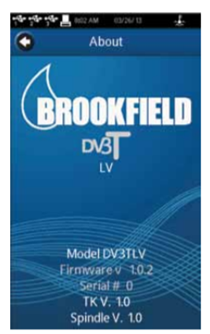 8:02 AM 03/26/13
About
BROOKFIELD
DV3T
LV
Model DV3TLV
Firmware v 1.0.2
Serial # 0
TK V. 1.0
Spindle V. 1.0